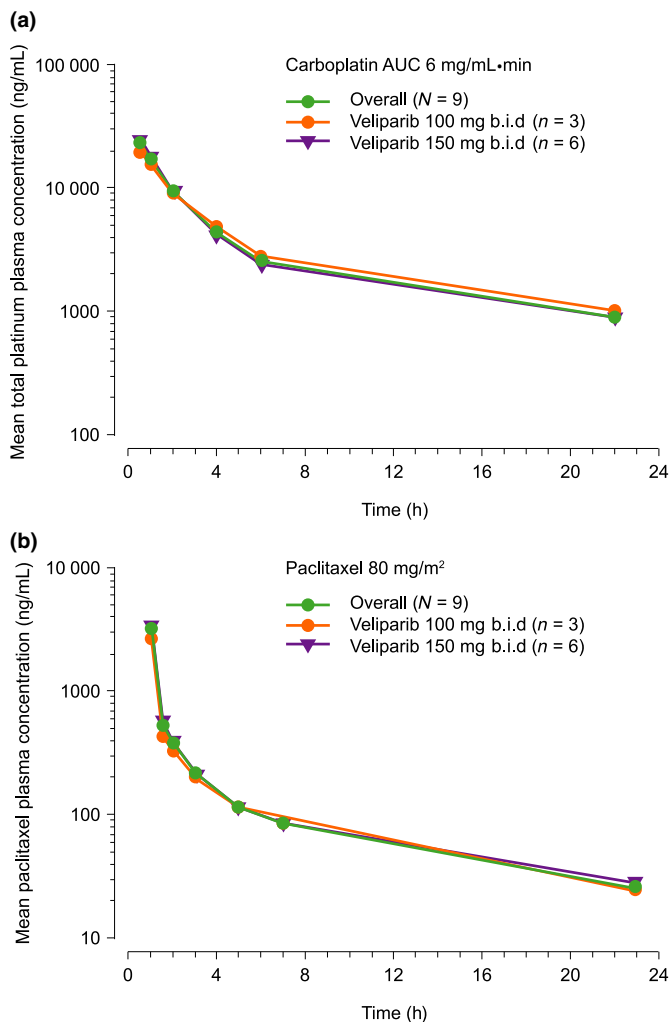 (a)
Mean total platinum plasma concentration (ng/mL)
100 000
10 000
1000
100
Carboplatin AUC 6 mg/mL•min
Overall (N = 9)
Veliparib 100 mg b.i.d (n = 3)
Veliparib 150 mg b.i.d (n = 6)
0 4 8 12 16 20 24
Time (h)
(b)
Mean paclitaxel plasma concentration (ng/mL)
10 000
1000
100
10
Paclitaxel 80 mg/m²
Overall (N = 9)
Veliparib 100 mg b.i.d (n = 3)
Veliparib 150 mg b.i.d (n = 6)
0 4 8 12 16 20 24
Time (h)